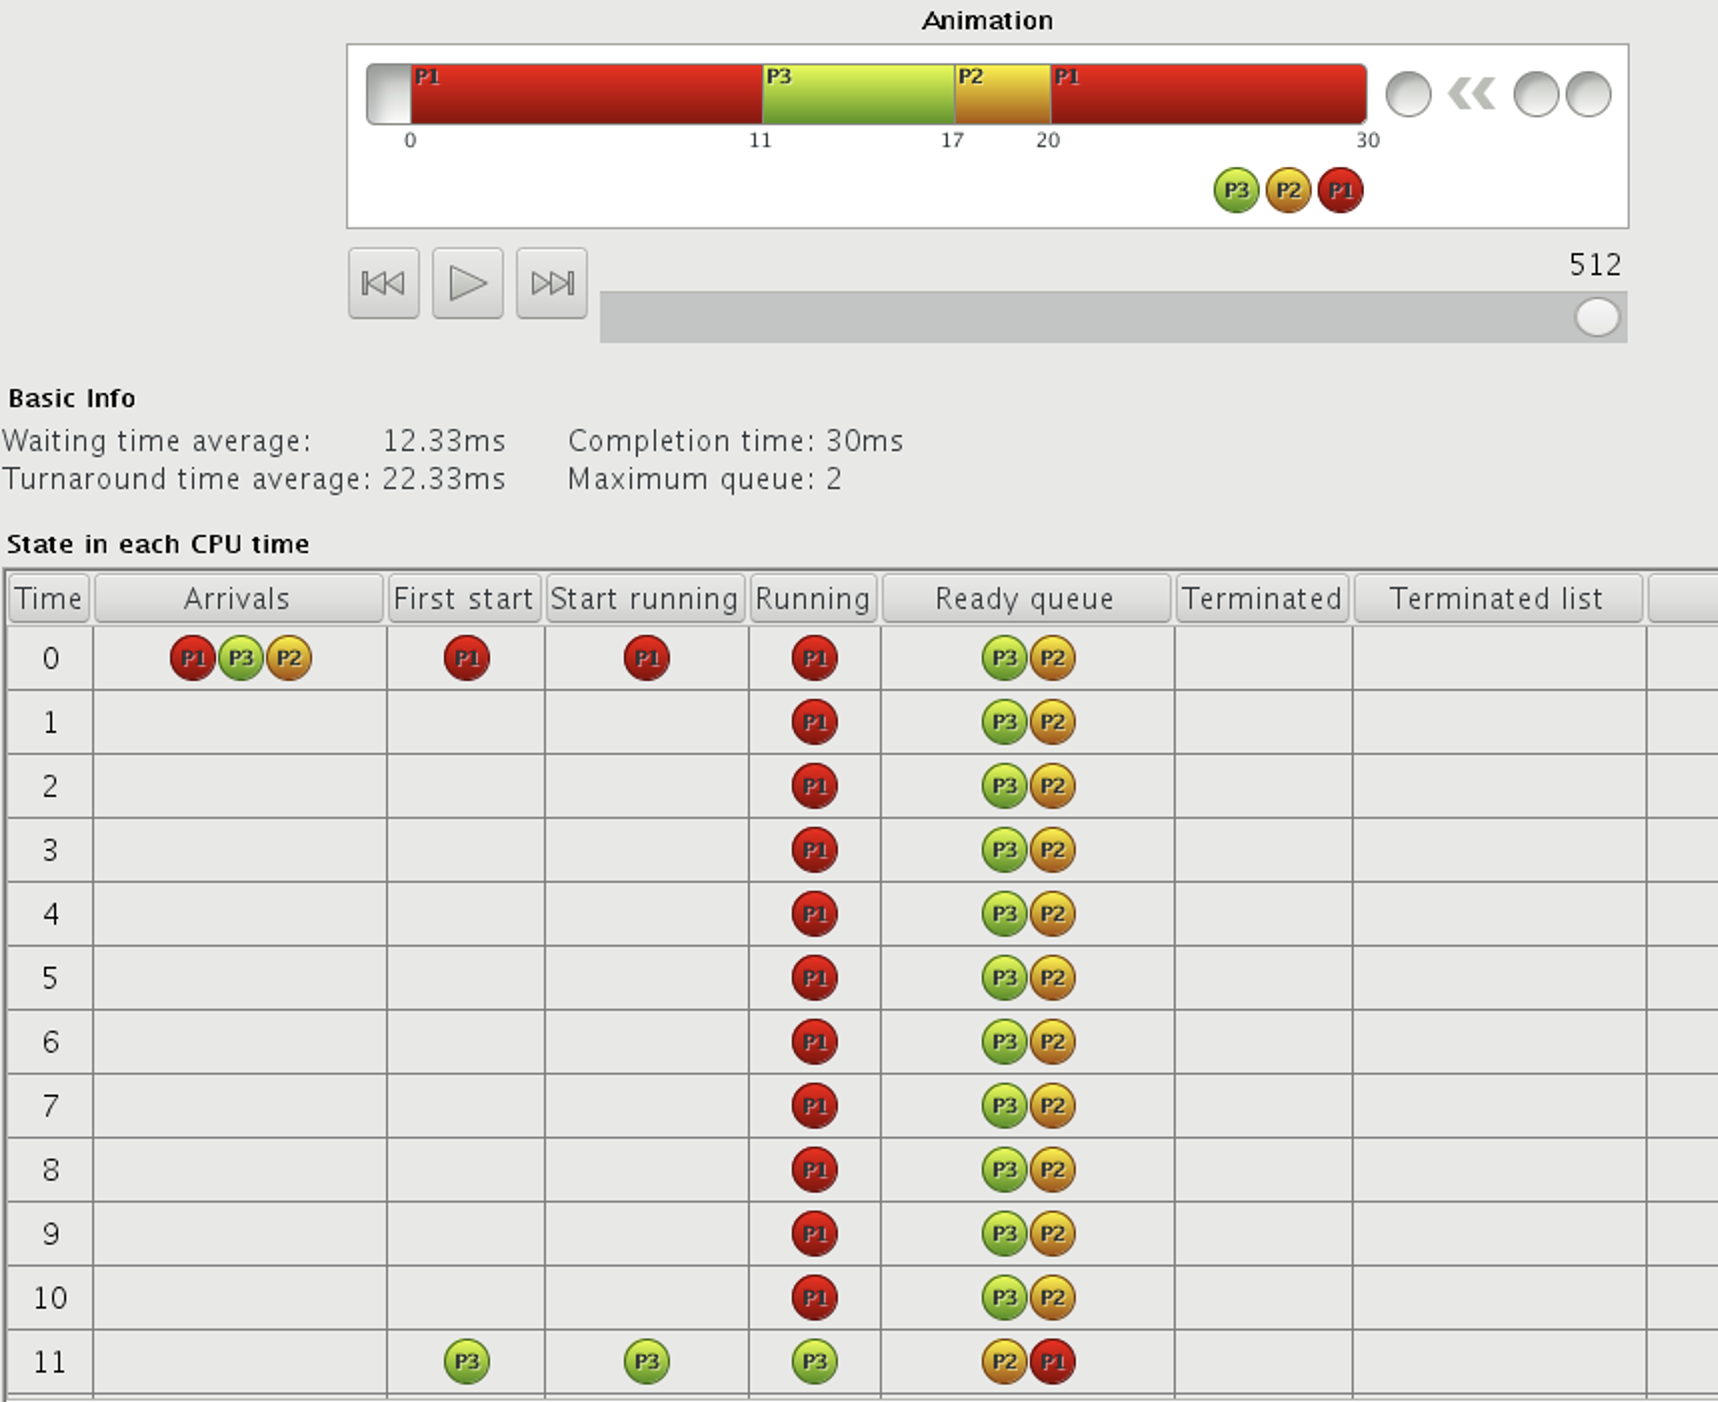 Animation
P1 P3 P2 P1
0 11 17 20 30
P3 P2 P1
512
Basic Info
Waiting time average: 12.33ms Completion time: 30ms
Turnaround time average: 22.33ms Maximum queue: 2
State in each CPU time
Time Arrivals First start Start running Running Ready queue Terminated Terminated list
0 P1 P3 P2 P1 P1 P1 P3 P2
1 P1 P3 P2
2 P1 P3 P2
3 P1 P3 P2
4 P1 P3 P2
5 P1 P3 P2
6 P1 P3 P2
7 P1 P3 P2
8 P1 P3 P2
9 P1 P3 P2
10 P1 P3 P2
11 P3 P3 P3 P2 P1